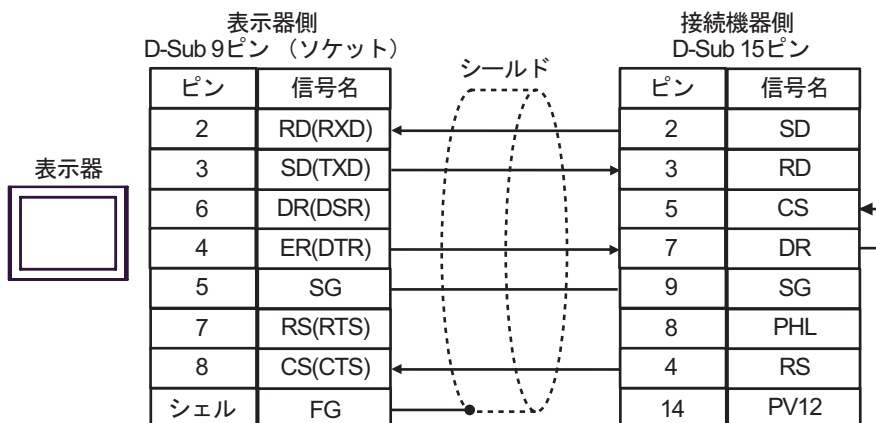 表示器側
D-Sub 9ピン （ソケット）
接続機器側
D-Sub 15ピン
シールド
表示器
ピン 信号名 ピン 信号名
2 RD(RXD) 2 SD
3 SD(TXD) 3 RD
6 DR(DSR) 5 CS
4 ER(DTR) 7 DR
5 SG 9 SG
7 RS(RTS) 8 PHL
8 CS(CTS) 4 RS
シェル FG 14 PV12